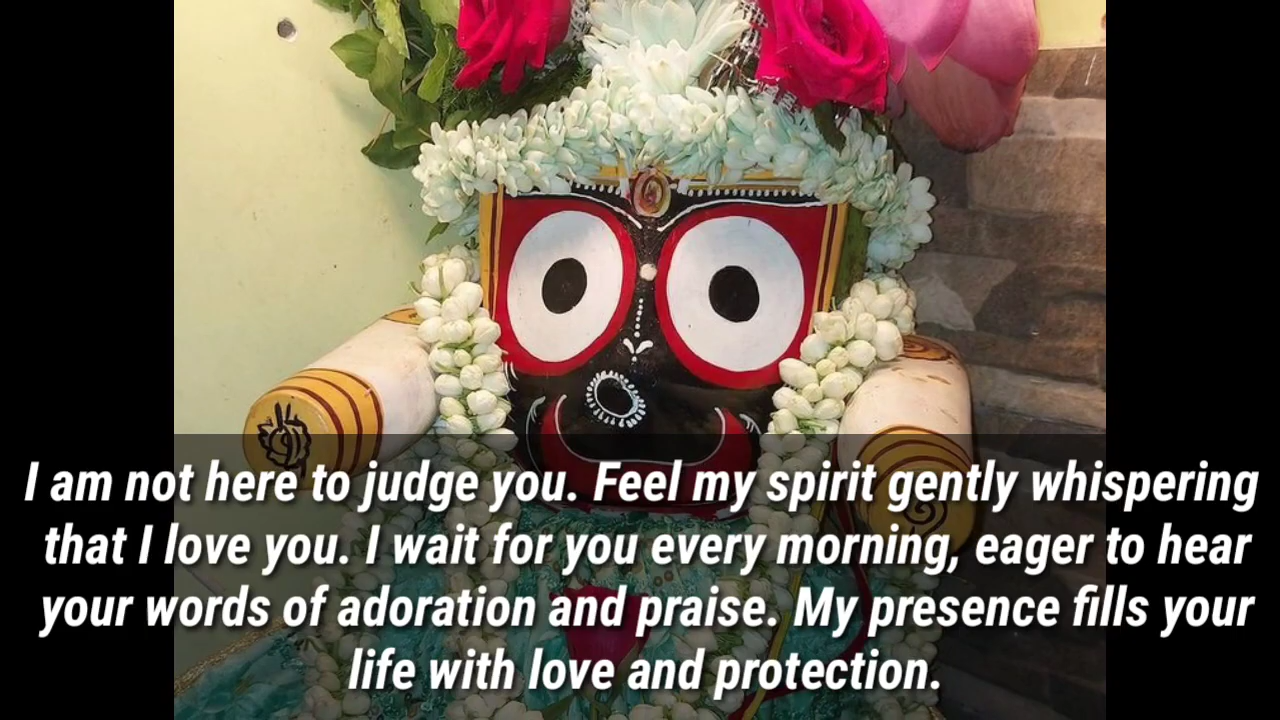 I am not here to judge you. Feel my spirit gently whispering
that I love you. I wait for you every morning, eager to hear
your words of adoration and praise. My presence fills your
life with love and protection.